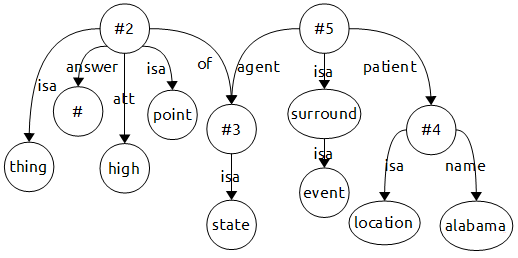 #2 #5
answer isa of agent isa patient
isa att
# point surround
#3 #4
isa isa isa name
thing high event
state location alabama